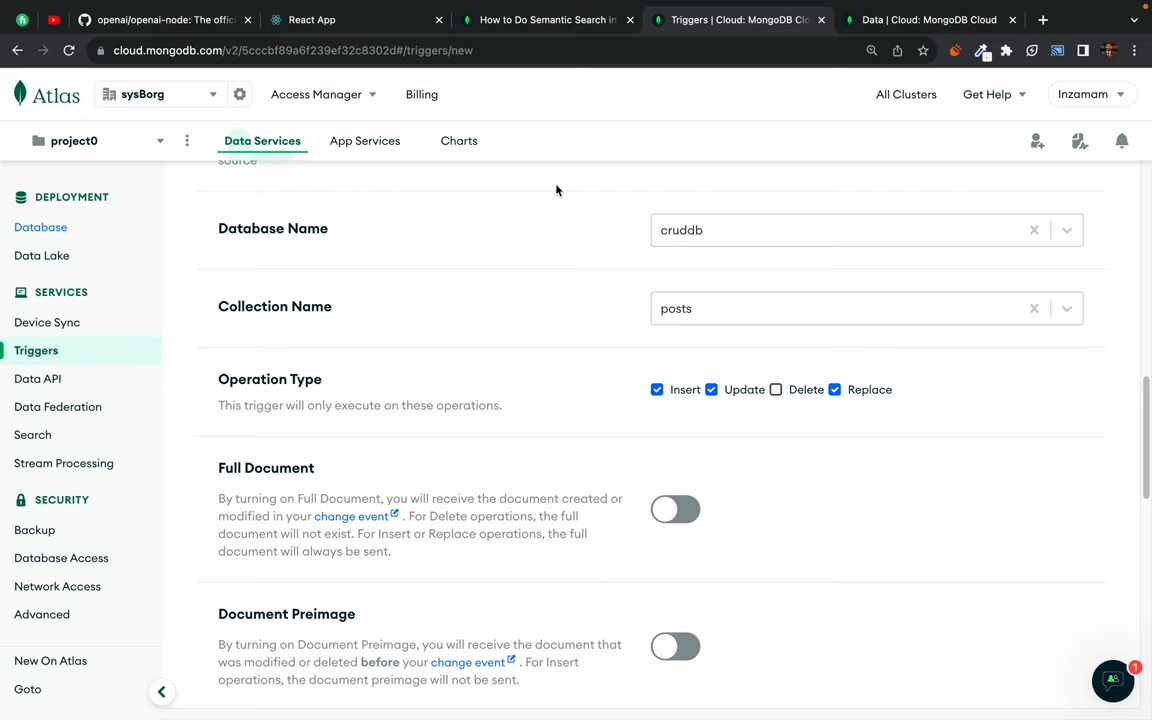 openai/openai-node: The offici
React App
How to Do Semantic Search in
Triggers | Cloud: MongoDB Clo
Data | Cloud: MongoDB Cloud
cloud.mongodb.com/v2/5cccbf89a6f239ef32c8302d#/triggers/new
Atlas
sysBorg
Access Manager
Billing
All Clusters
Get Help
Inzamam
project0
Data Services
App Services
Charts
source
DEPLOYMENT
Database
Data Lake
SERVICES
Device Sync
Triggers
Data API
Data Federation
Search
Stream Processing
SECURITY
Backup
Database Access
Network Access
Advanced
New On Atlas
Goto
Database Name
cruddb
Collection Name
posts
Operation Type
This trigger will only execute on these operations.
Insert Update Delete Replace
Full Document
By turning on Full Document, you will receive the document created or
modified in your change event . For Delete operations, the full
document will not exist. For Insert or Replace operations, the full
document will always be sent.
Document Preimage
By turning on Document Preimage, you will receive the document that
was modified or deleted before your change event . For Insert
operations, the document preimage will not be sent.
1